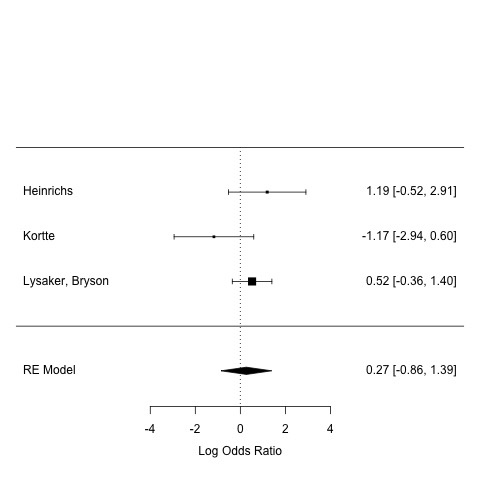 Heinrichs 1.19 [-0.52, 2.91]
Kortte -1.17 [-2.94, 0.60]
Lysaker, Bryson 0.52 [-0.36, 1.40]
RE Model 0.27 [-0.86, 1.39]
-4 -2 0 2 4
Log Odds Ratio